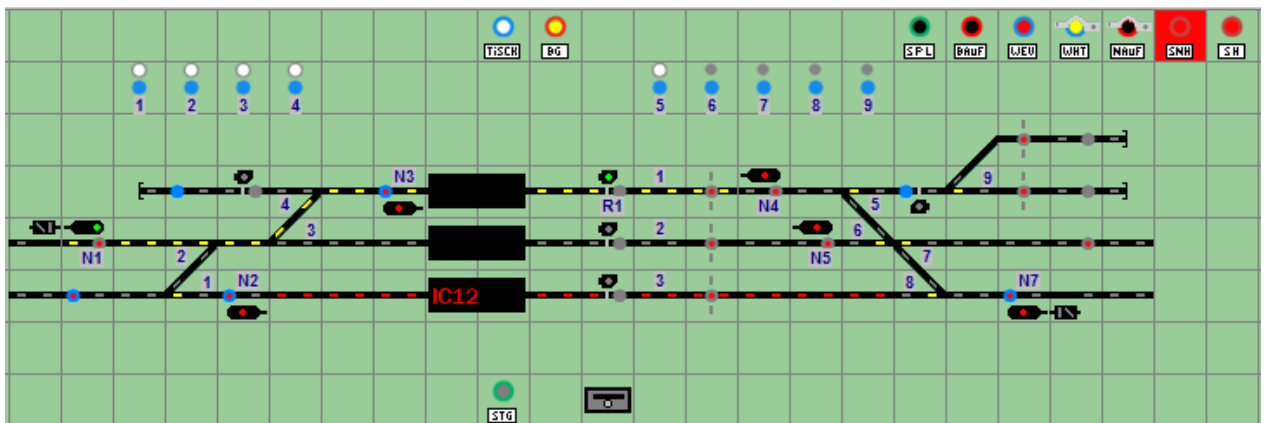 TiSCH BG SPL BAuF WEV WHT NAuF SNH SH
1 2 3 4 5 6 7 8 9
N3 1 9
4 R1 N4 5
3 2 6
N1 2 N5 7
1 N2 3 8 N7
IC12
STG